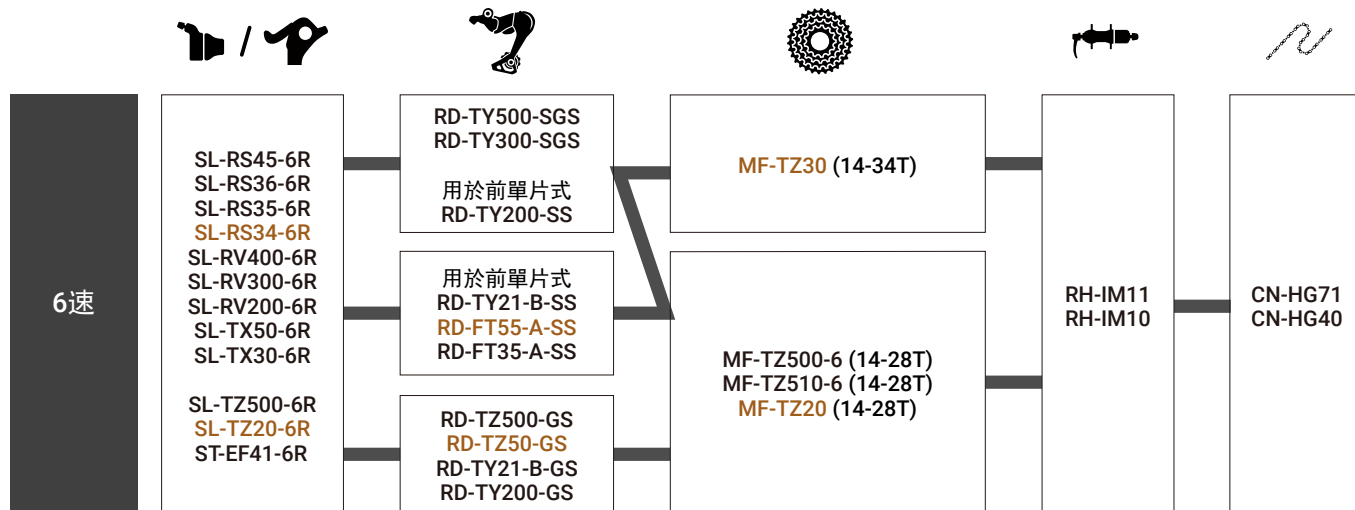 6速
SL-RS45-6R
SL-RS36-6R
SL-RS35-6R
SL-RS34-6R
SL-RV400-6R
SL-RV300-6R
SL-RV200-6R
SL-TX50-6R
SL-TX30-6R
SL-TZ500-6R
SL-TZ20-6R
ST-EF41-6R
RD-TY500-SGS
RD-TY300-SGS
用於前單片式
RD-TY200-SS
用於前單片式
RD-TY21-B-SS
RD-FT55-A-SS
RD-FT35-A-SS
RD-TZ500-GS
RD-TZ50-GS
RD-TY21-B-GS
RD-TY200-GS
MF-TZ30 (14-34T)
MF-TZ500-6 (14-28T)
MF-TZ510-6 (14-28T)
MF-TZ20 (14-28T)
RH-IM11
RH-IM10
CN-HG71
CN-HG40